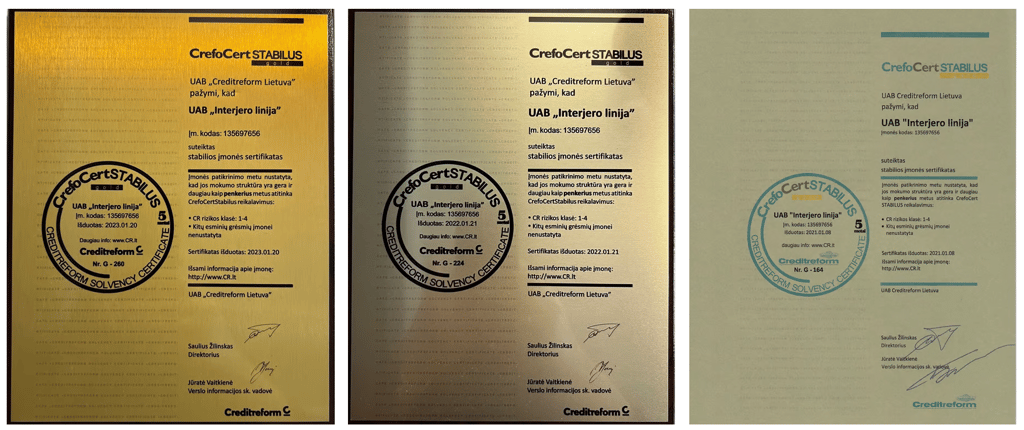 CrefoCert STABILUS
gold
UAB „Creditreform Lietuva”
pažymi, kad
UAB „Interjero linija”
Įm. kodas: 135697656
suteiktas
stabilios įmonės sertifikatas
Įmonės patikrinimo metu nustatyta,
kad jos mokumo struktūra yra gera ir
daugiau kaip penkerius metus atitinka
CrefoCertStabilus reikalavimus:
• CR rizikos klasė: 1-4
• Kitų esminių grėsmių įmonei
nenustatyta
Sertifikatas išduotas: 2023.01.20
Išsami informacija apie įmonę:
http://www.CR.lt
UAB „Creditreform Lietuva”
Saulius Žilinskas
Direktorius
Jūratė Vaitkienė
Verslo informacijos sk. vadovė
Creditreform C
CrefoCertSTABILUS
gold
UAB „Interjero linija”
Įm. kodas: 135697656
Išduotas: 2023.01.20
Daugiau info: www.CR.lt
Creditreform C
Nr. G - 260
5
CREDITREFORM SOLVENCY CERTIFICATE
CrefoCert STABILUS
gold
UAB „Creditreform Lietuva”
pažymi, kad
UAB „Interjero linija”
Įm. kodas: 135697656
suteiktas
stabilios įmonės sertifikatas
Įmonės patikrinimo metu nustatyta,
kad jos mokumo struktūra yra gera ir
daugiau kaip penkerius metus atitinka
CrefoCertStabilus reikalavimus:
• CR rizikos klasė: 1-4
• Kitų esminių grėsmių įmonei
nenustatyta
Sertifikatas išduotas: 2022.01.21
Išsami informacija apie įmonę:
http://www.CR.lt
UAB „Creditreform Lietuva”
Saulius Žilinskas
Direktorius
Jūratė Vaitkienė
Verslo informacijos sk. vadovė
Creditreform C
CrefoCertSTABILUS
gold
UAB „Interjero linija”
Įm. kodas: 135697656
Išduotas: 2022.01.21
Daugiau info: www.CR.lt
Creditreform C
Nr. G - 224
5
CREDITREFORM SOLVENCY CERTIFICATE
CrefoCert STABILUS
UAB Creditreform Lietuva
pažymi, kad
UAB "Interjero linija"
Įmonės kodas: 135697656
suteiktas
stabilios įmonės sertifikatas
Įmonės patikrinimo metu nustatyta,
kad jos mokumo struktūra yra gera ir
daugiau kaip penkerius metus atitinka CrefoCert
STABILUS reikalavimus:
• CR rizikos klasė: 1-4
• Kitų esminių grėsmių įmonei
nenustatyta
Sertifikatas išduotas: 2021.01.08
Išsami informacija apie įmonę:
http://www.CR.lt
UAB Creditreform Lietuva
Saulius Žilinskas
Direktorius
Jūratė Vaitkienė
Verslo informacijos sk. vadovė
Creditreform
CrefoCertSTABILUS
UAB "Interjero linija"
Įm. kodas: 135697656
išduotas: 2021.01.08
daugiau info: www.CR.lt
Creditreform
Nr. G - 164
5
CREDITREFORM SOLVENCY CERTIFICATE